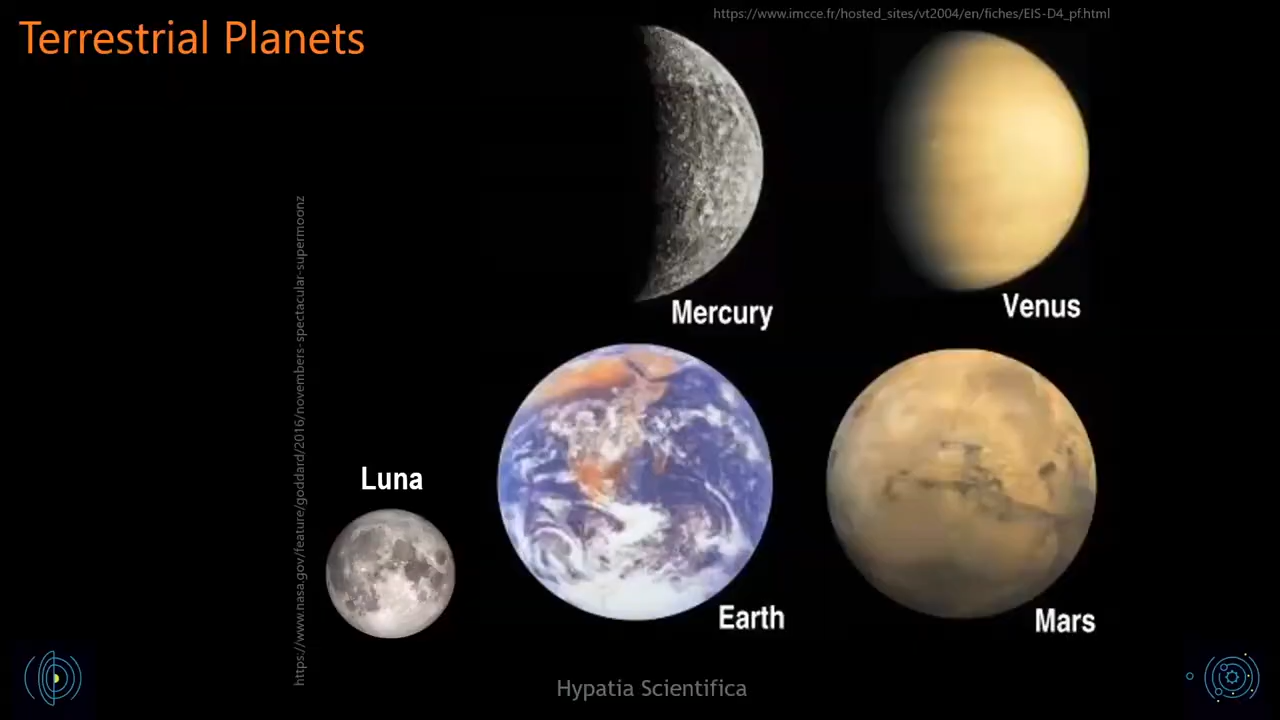 Terrestrial Planets
https://www.imcce.fr/hosted_sites/vt2004/en/fiches/EIS-D4_pf.html
Mercury
Venus
https://www.nasa.gov/feature/goddard/2016/novembers-spectacular-supermoonz
Luna
Earth
Mars
Hypatia Scientifica